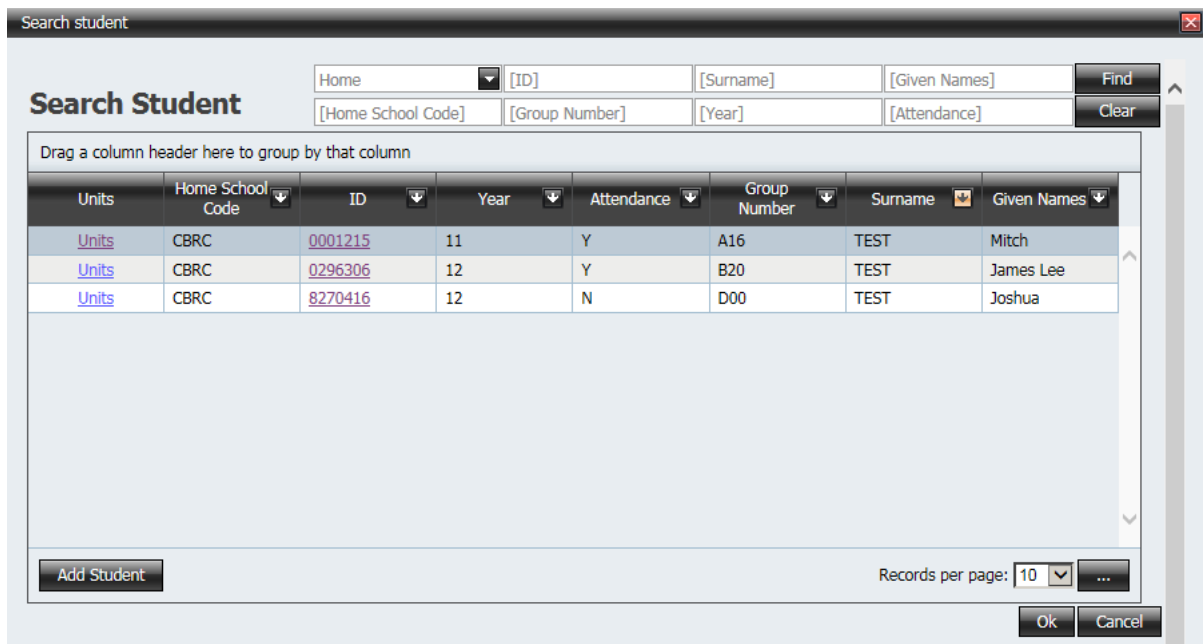 Search student
Home [ID] [Surname] [Given Names] Find
Search Student
[Home School Code] [Group Number] [Year] [Attendance] Clear
Drag a column header here to group by that column
Units Home School Code ID Year Attendance Group Number Surname Given Names
Units CBRC 0001215 11 Y A16 TEST Mitch
Units CBRC 0296306 12 Y B20 TEST James Lee
Units CBRC 8270416 12 N D00 TEST Joshua
Add Student Records per page: 10 ...
Ok Cancel